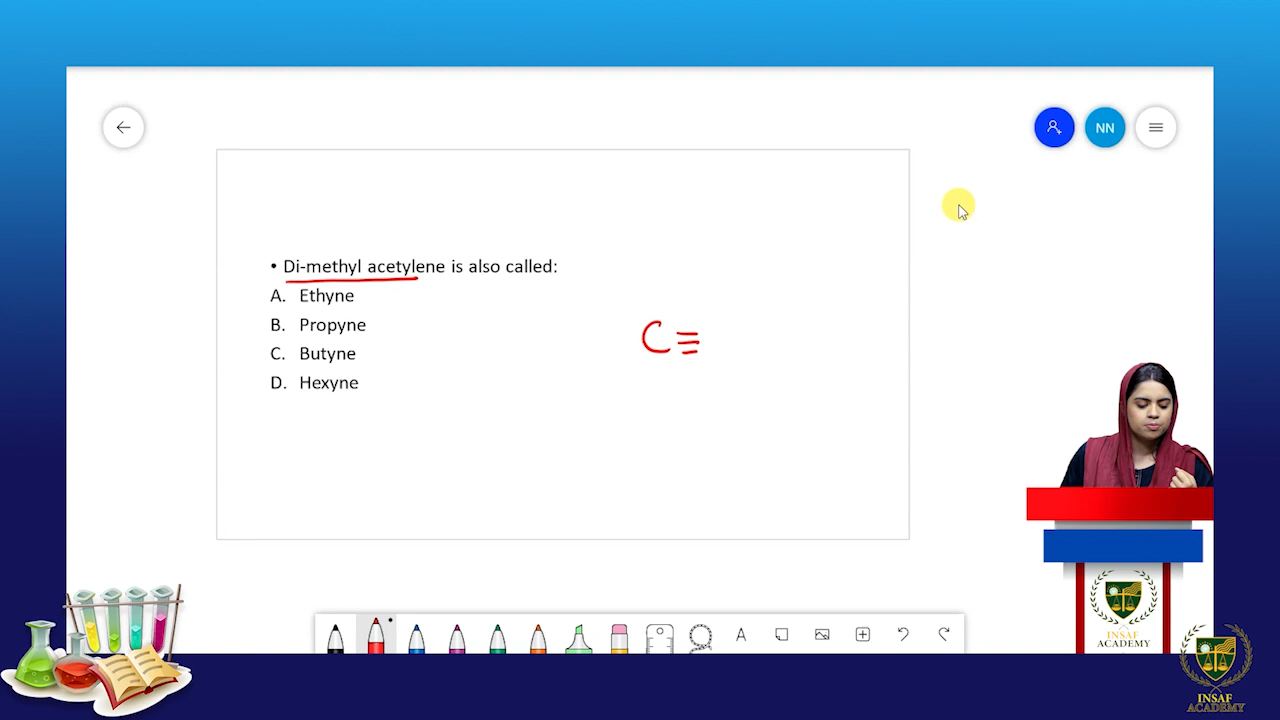 NN
• Di-methyl acetylene is also called:
A. Ethyne
B. Propyne
C. Butyne
D. Hexyne
C≡
A
INSAF
ACADEMY
INSAF
ACADEMY